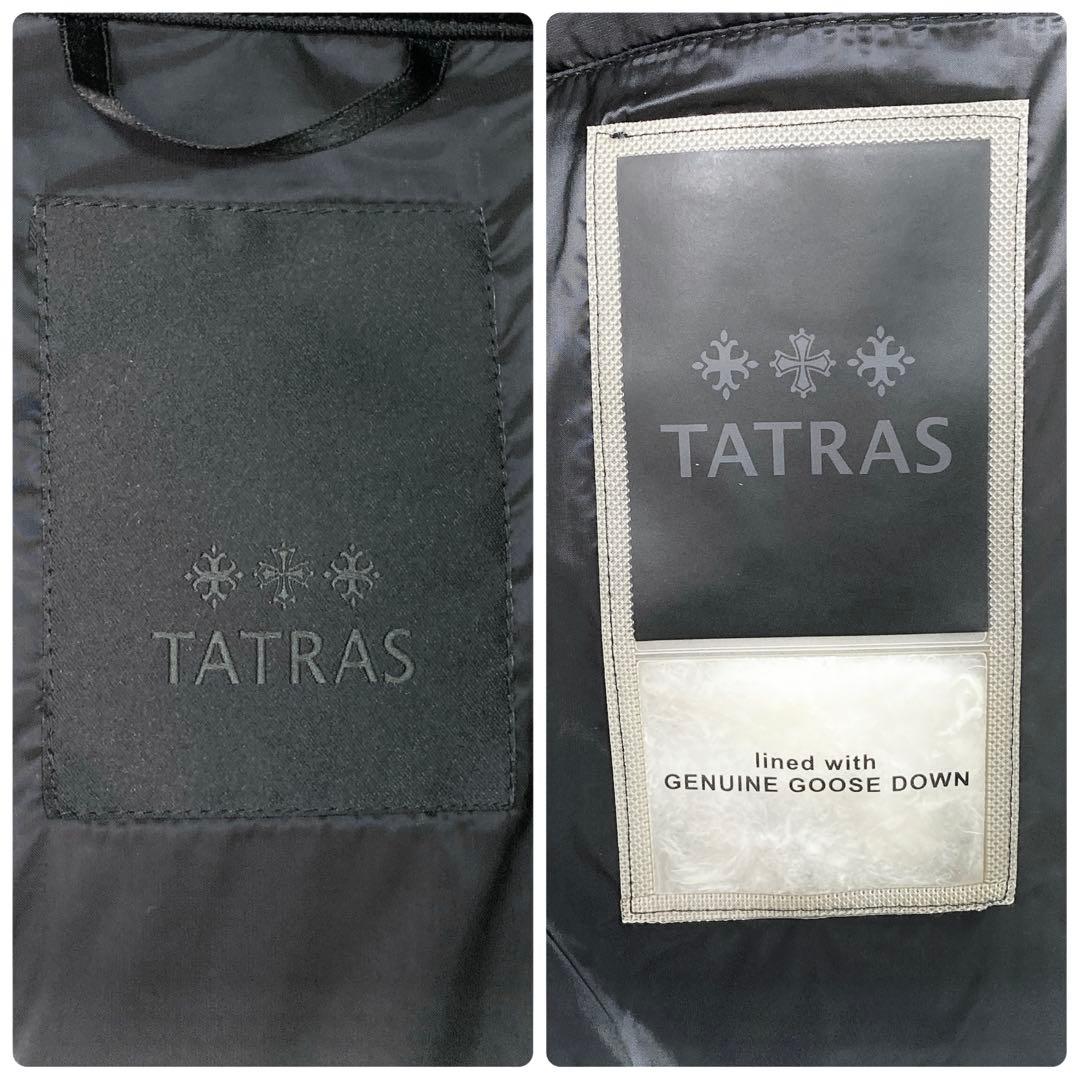 TATRAS
TATRAS
lined with
GENUINE GOOSE DOWN